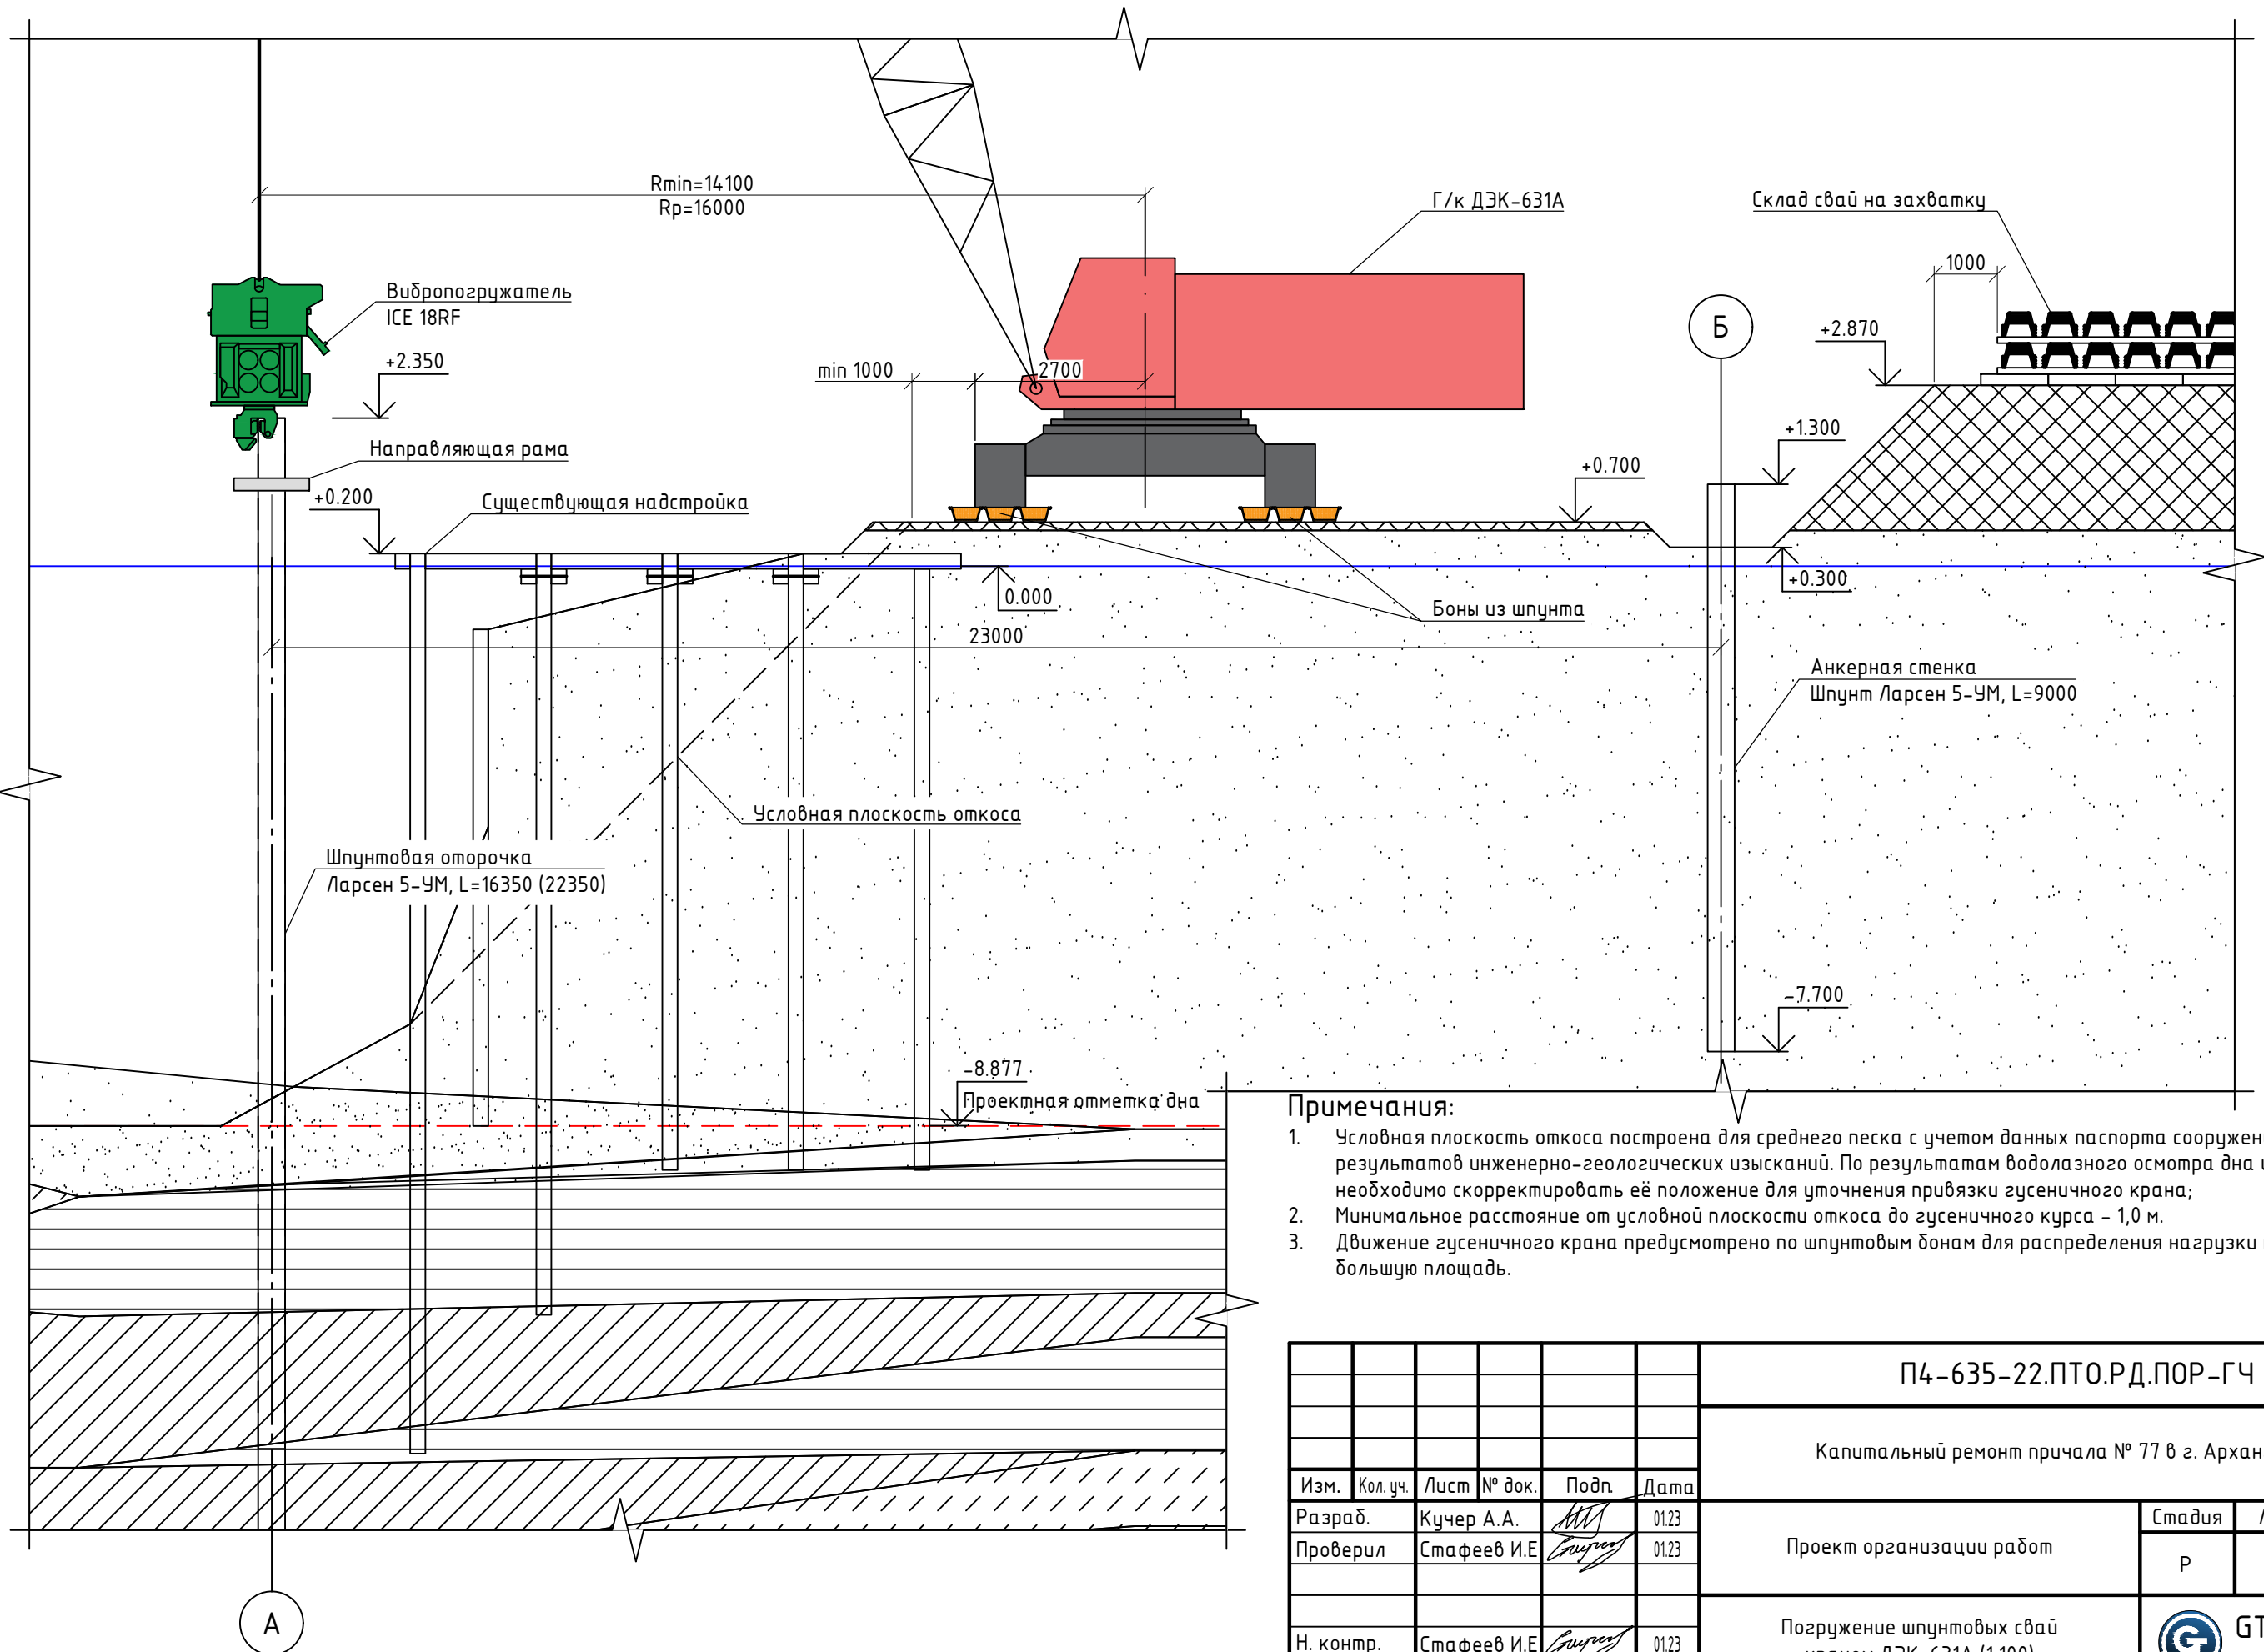 Rmin=14100
Rр=16000
Г/к ДЭК-631А
Склад свай на захватку
1000
Вибропогружатель
ICE 18RF
+2.350
min 1000
2700
Б
+2.870
+1.300
Направляющая рама
+0.200
Существующая надстройка
+0.700
0.000
+0.300
Боны из шпунта
23000
Анкерная стенка
Шпунт Ларсен 5-УМ, L=9000
Условная плоскость откоса
Шпунтовая оторочка
Ларсен 5-УМ, L=16350 (22350)
-7.700
-8.877
Проектная отметка дна
Примечания:
1. Условная плоскость откоса построена для среднего песка с учетом данных паспорта
результатов инженерно-геологических изысканий. По результатам водолазного осмотра дна
необходимо скорректировать её положение для уточнения привязки гусеничного крана;
2. Минимальное расстояние от условной плоскости откоса до гусеничного курса - 1,0 м.
3. Движение гусеничного крана предусмотрено по шпунтовым бонам для распределения нагрузки
большую площадь.
П4-635-22.ПТО.РД.ПОР-ГЧ
Капитальный ремонт причала № 77 в г.
Изм. Кол. уч. Лист № док. Подп. Дата
Разраб. Кучер А.А. 01.23
Проверил Стафеев И.Е 01.23
Проект организации работ
Стадия
Р
Н. контр. Стафеев И.Е 01.23
Погружение шпунтовых свай
краном ДЭК-631А (1:100)
GT
А